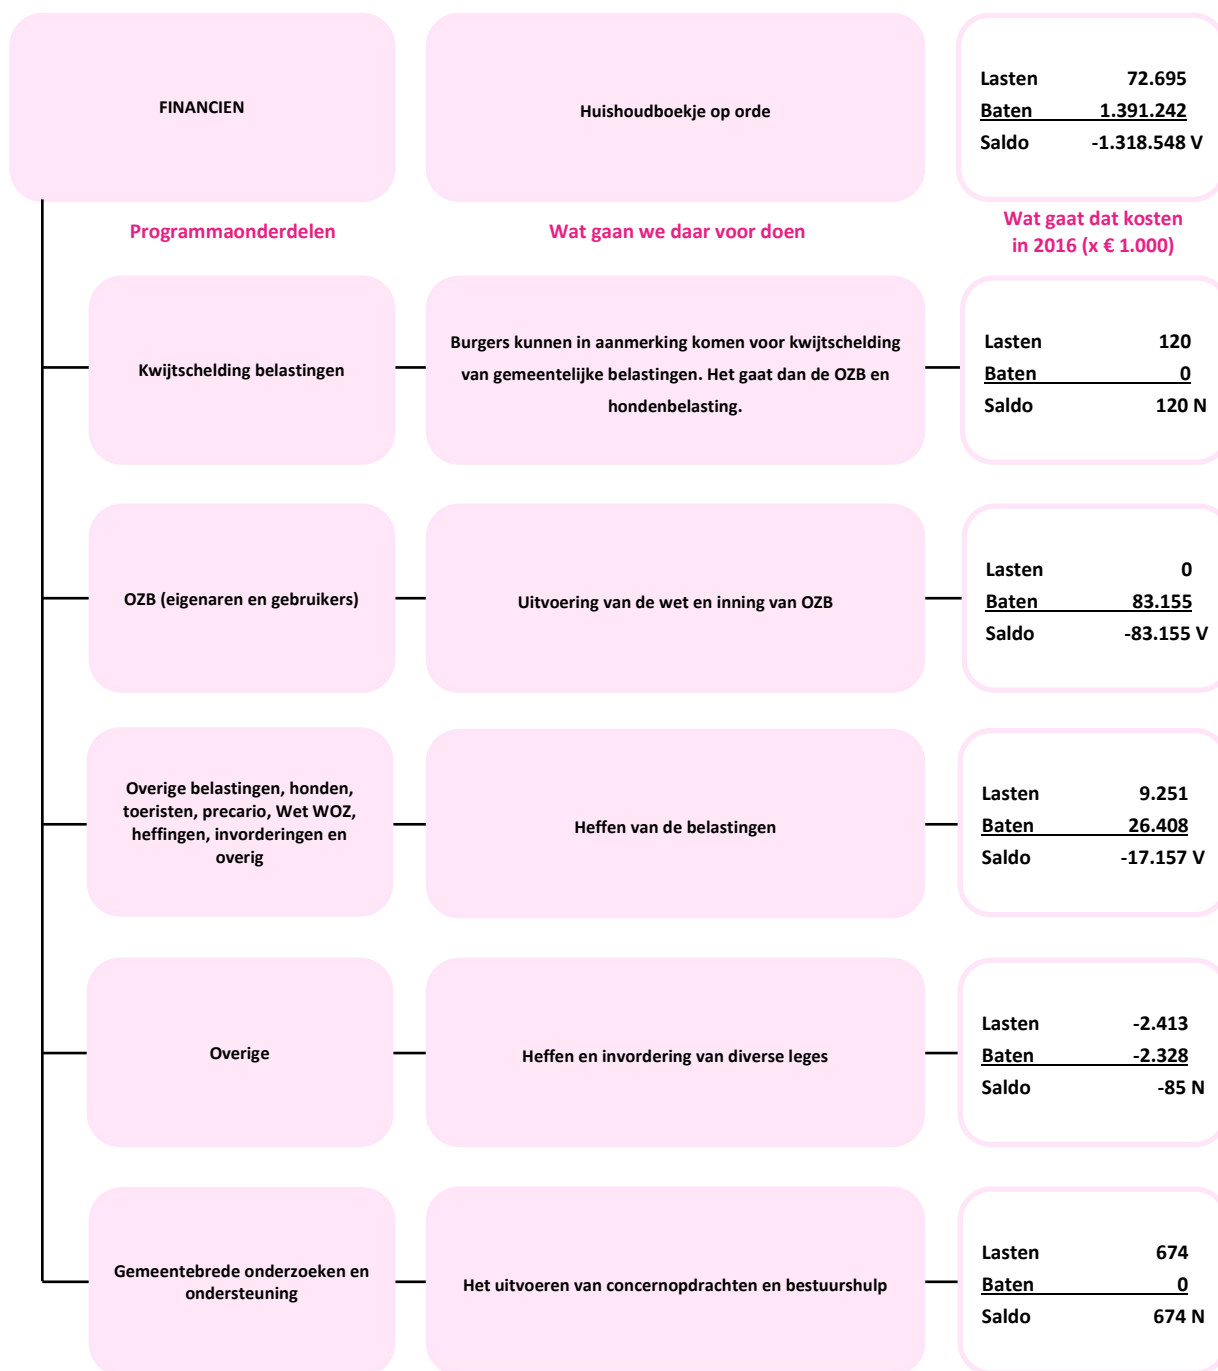 FINANCIEN
Huishoudboekje op orde
Lasten 72.695
Baten 1.391.242
Saldo -1.318.548 V
Programmaonderdelen
Wat gaan we daar voor doen
Wat gaat dat kosten
in 2016 (x € 1.000)
Kwijtschelding belastingen
Burgers kunnen in aanmerking komen voor kwijtschelding
van gemeentelijke belastingen. Het gaat dan de OZB en
hondenbelasting.
Lasten 120
Baten 0
Saldo 120 N
OZB (eigenaren en gebruikers)
Uitvoering van de wet en inning van OZB
Lasten 0
Baten 83.155
Saldo -83.155 V
Overige belastingen, honden,
toeristen, precario, Wet WOZ,
heffingen, invorderingen en
overig
Heffen van de belastingen
Lasten 9.251
Baten 26.408
Saldo -17.157 V
Overige
Heffen en invordering van diverse leges
Lasten -2.413
Baten -2.328
Saldo -85 N
Gemeentebrede onderzoeken en
ondersteuning
Het uitvoeren van concernopdrachten en bestuurshulp
Lasten 674
Baten 0
Saldo 674 N